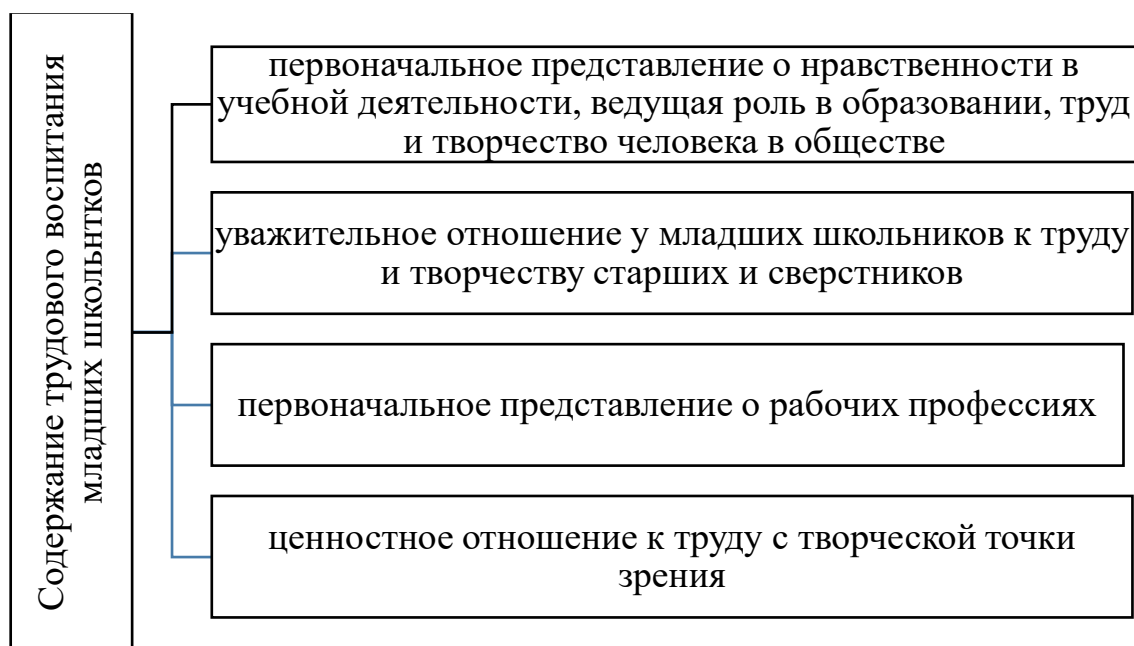 Содержание трудового воспитания
младших школьнтков
первоначальное представление о нравственности в
учебной деятельности, ведущая роль в образовании, труд
и творчество человека в обществе
уважительное отношение у младших школьников к труду
и творчеству старших и сверстников
первоначальное представление о рабочих профессиях
ценностное отношение к труду с творческой точки
зрения